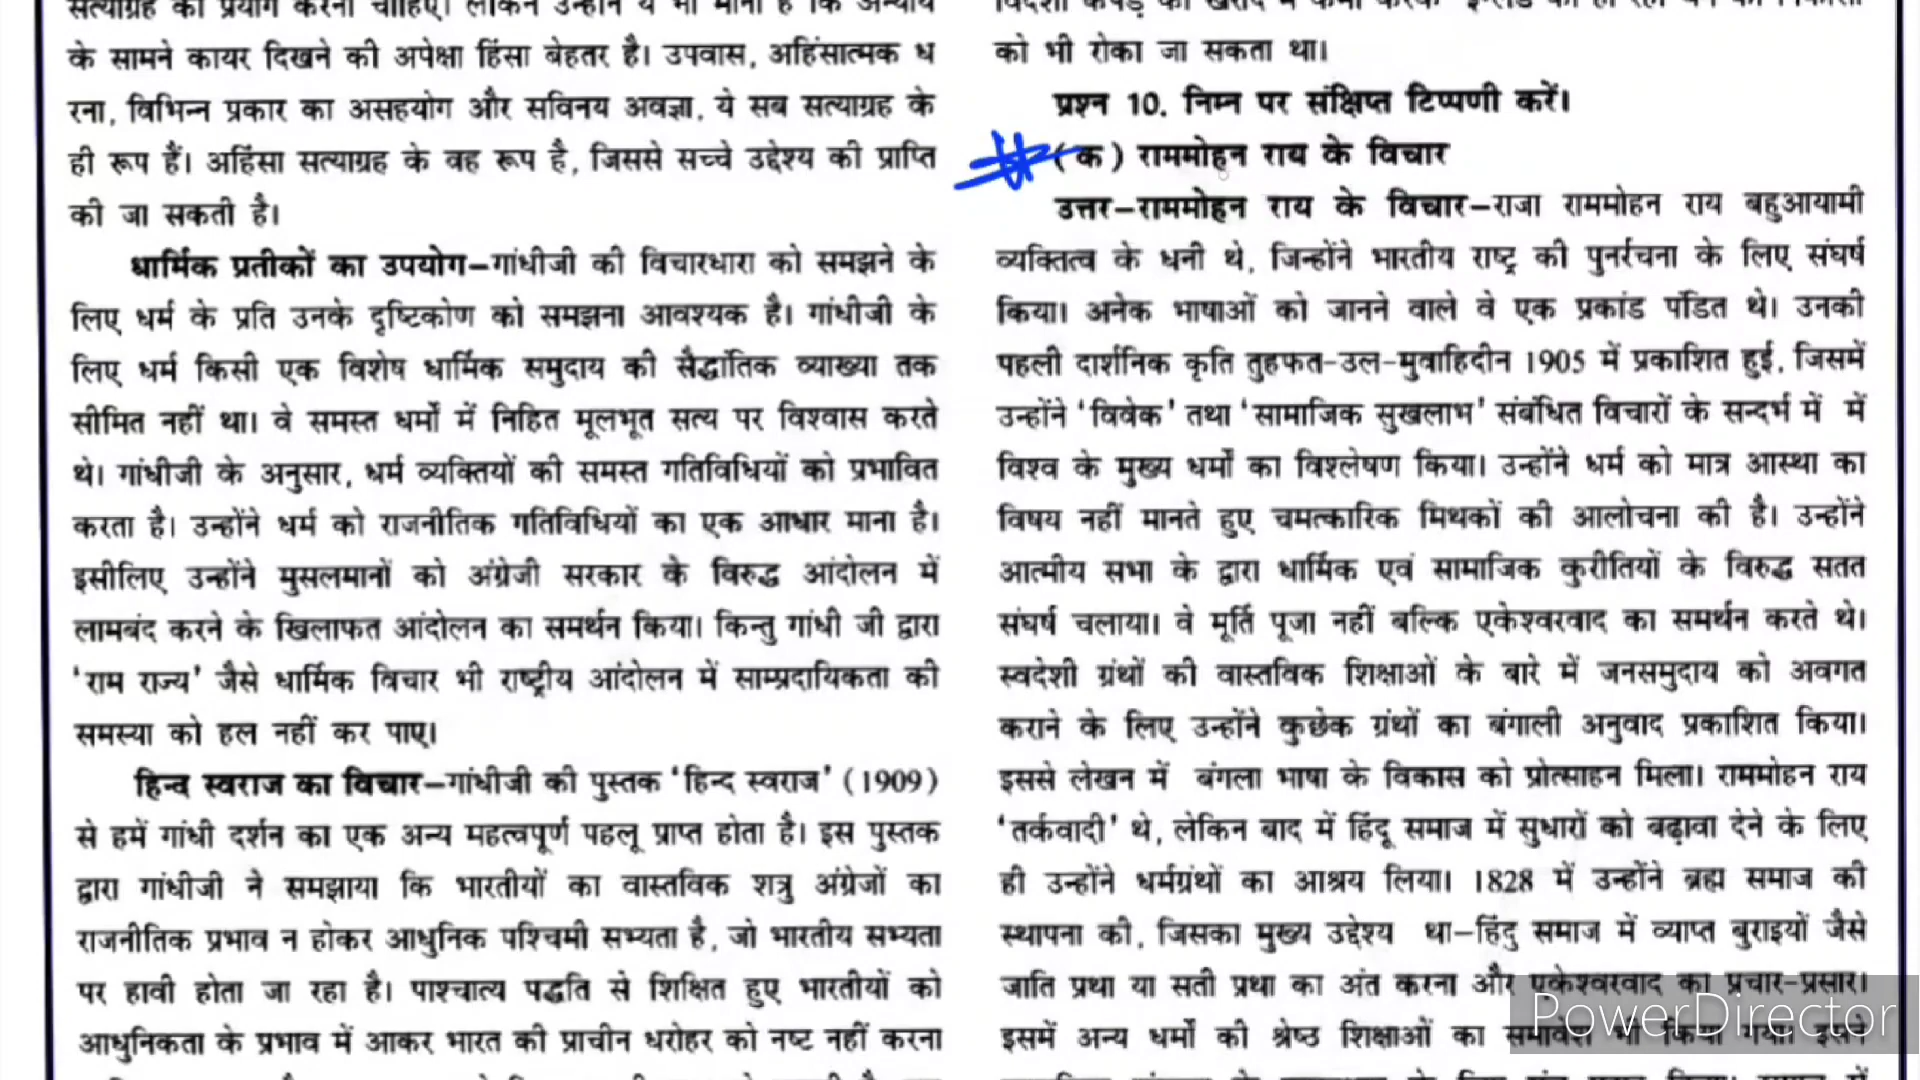 सत्याग्रह का प्रयोग करना चाहिए। लेकिन उन्होंने ये भी माना है कि अन्याय
के सामने कायर दिखने की अपेक्षा हिंसा बेहतर है। उपवास, अहिंसात्मक ध
रना, विभिन्न प्रकार का असहयोग और सविनय अवज्ञा, ये सब सत्याग्रह के
ही रूप हैं। अहिंसा सत्याग्रह के वह रूप है, जिससे सच्चे उद्देश्य की प्राप्ति
की जा सकती है।
धार्मिक प्रतीकों का उपयोग–गांधीजी की विचारधारा को समझने के
लिए धर्म के प्रति उनके दृष्टिकोण को समझना आवश्यक है। गांधीजी के
लिए धर्म किसी एक विशेष धार्मिक समुदाय की सैद्धांतिक व्याख्या तक
सीमित नहीं था। वे समस्त धर्मों में निहित मूलभूत सत्य पर विश्वास करते
थे। गांधीजी के अनुसार, धर्म व्यक्तियों की समस्त गतिविधियों को प्रभावित
करता है। उन्होंने धर्म को राजनीतिक गतिविधियों का एक आधार माना है।
इसीलिए उन्होंने मुसलमानों को अंग्रेजी सरकार के विरुद्ध आंदोलन में
लामबंद करने के खिलाफत आंदोलन का समर्थन किया। किन्तु गांधी जी द्वारा
'राम राज्य' जैसे धार्मिक विचार भी राष्ट्रीय आंदोलन में साम्प्रदायिकता की
समस्या को हल नहीं कर पाए।
हिन्द स्वराज का विचार–गांधीजी की पुस्तक 'हिन्द स्वराज' (1909)
से हमें गांधी दर्शन का एक अन्य महत्वपूर्ण पहलू प्राप्त होता है। इस पुस्तक
द्वारा गांधीजी ने समझाया कि भारतीयों का वास्तविक शत्रु अंग्रेजों का
राजनीतिक प्रभाव न होकर आधुनिक पश्चिमी सभ्यता है, जो भारतीय सभ्यता
पर हावी होता जा रहा है। पाश्चात्य पद्धति से शिक्षित हुए भारतीयों को
आधुनिकता के प्रभाव में आकर भारत की प्राचीन धरोहर को नष्ट नहीं करना
को भी रोका जा सकता था।
प्रश्न 10. निम्न पर संक्षिप्त टिप्पणी करें।
(क) राममोहन राय के विचार
उत्तर–राममोहन राय के विचार–राजा राममोहन राय बहुआयामी
व्यक्तित्व के धनी थे, जिन्होंने भारतीय राष्ट्र की पुनर्रचना के लिए संघर्ष
किया। अनेक भाषाओं को जानने वाले वे एक प्रकांड पंडित थे। उनकी
पहली दार्शनिक कृति तुहफत-उल-मुवाहिदीन 1905 में प्रकाशित हुई, जिसमें
उन्होंने 'विवेक' तथा 'सामाजिक सुखलाभ' संबंधित विचारों के सन्दर्भ में में
विश्व के मुख्य धर्मों का विश्लेषण किया। उन्होंने धर्म को मात्र आस्था का
विषय नहीं मानते हुए चमत्कारिक मिथकों की आलोचना की है। उन्होंने
आत्मीय सभा के द्वारा धार्मिक एवं सामाजिक कुरीतियों के विरुद्ध सतत
संघर्ष चलाया। वे मूर्ति पूजा नहीं बल्कि एकेश्वरवाद का समर्थन करते थे।
स्वदेशी ग्रंथों की वास्तविक शिक्षाओं के बारे में जनसमुदाय को अवगत
कराने के लिए उन्होंने कुछेक ग्रंथों का बंगाली अनुवाद प्रकाशित किया।
इससे लेखन में बंगला भाषा के विकास को प्रोत्साहन मिला। राममोहन राय
'तर्कवादी' थे, लेकिन बाद में हिंदू समाज में सुधारों को बढ़ावा देने के लिए
ही उन्होंने धर्मग्रंथों का आश्रय लिया। 1828 में उन्होंने ब्रह्म समाज की
स्थापना की, जिसका मुख्य उद्देश्य था–हिंदु समाज में व्याप्त बुराइयों जैसे
जाति प्रथा या सती प्रथा का अंत करना और एकेश्वरवाद का प्रचार-प्रसार।
इसमें अन्य धर्मों की श्रेष्ठ शिक्षाओं का समावेश भी किया गया। इसने
PowerDirector